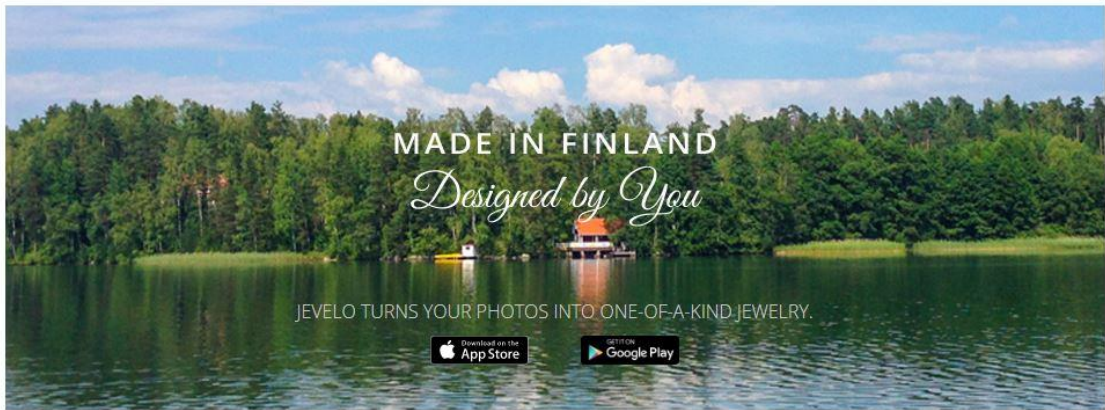 MADE IN FINLAND
Designed by You
JEVELO TURNS YOUR PHOTOS INTO ONE-OF-A-KIND JEWELRY.
Download on the
App Store
GET IT ON
Google Play